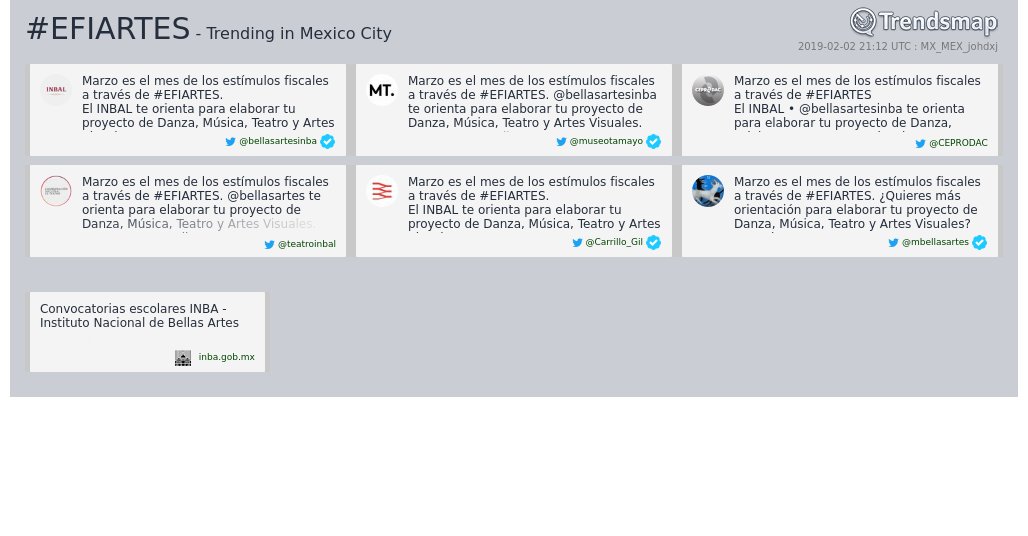 #EFIARTES - Trending in Mexico City
Trendsmap
2019-02-02 21:12 UTC : MX_MEX_johdxj
INBAL
Marzo es el mes de los estímulos fiscales
a través de #EFIARTES.
El INBAL te orienta para elaborar tu
proyecto de Danza, Música, Teatro y Artes
@bellasartesinba
MT.
Marzo es el mes de los estímulos fiscales
a través de #EFIARTES. @bellasartesinba
te orienta para elaborar tu proyecto de
Danza, Música, Teatro y Artes Visuales.
@museotamayo
CEPRODAC
Marzo es el mes de los estímulos fiscales
a través de #EFIARTES
El INBAL • @bellasartesinba te orienta
para elaborar tu proyecto de Danza,
@CEPRODAC
Marzo es el mes de los estímulos fiscales
a través de #EFIARTES. @bellasartes te
orienta para elaborar tu proyecto de
Danza, Música, Teatro y Artes Visuales.
@teatroinbal
Marzo es el mes de los estímulos fiscales
a través de #EFIARTES.
El INBAL te orienta para elaborar tu
proyecto de Danza, Música, Teatro y Artes
@Carrillo_Gil
Marzo es el mes de los estímulos fiscales
a través de #EFIARTES. ¿Quieres más
orientación para elaborar tu proyecto de
Danza, Música, Teatro y Artes Visuales?
@mbellasartes
Convocatorias escolares INBA -
Instituto Nacional de Bellas Artes
inba.gob.mx